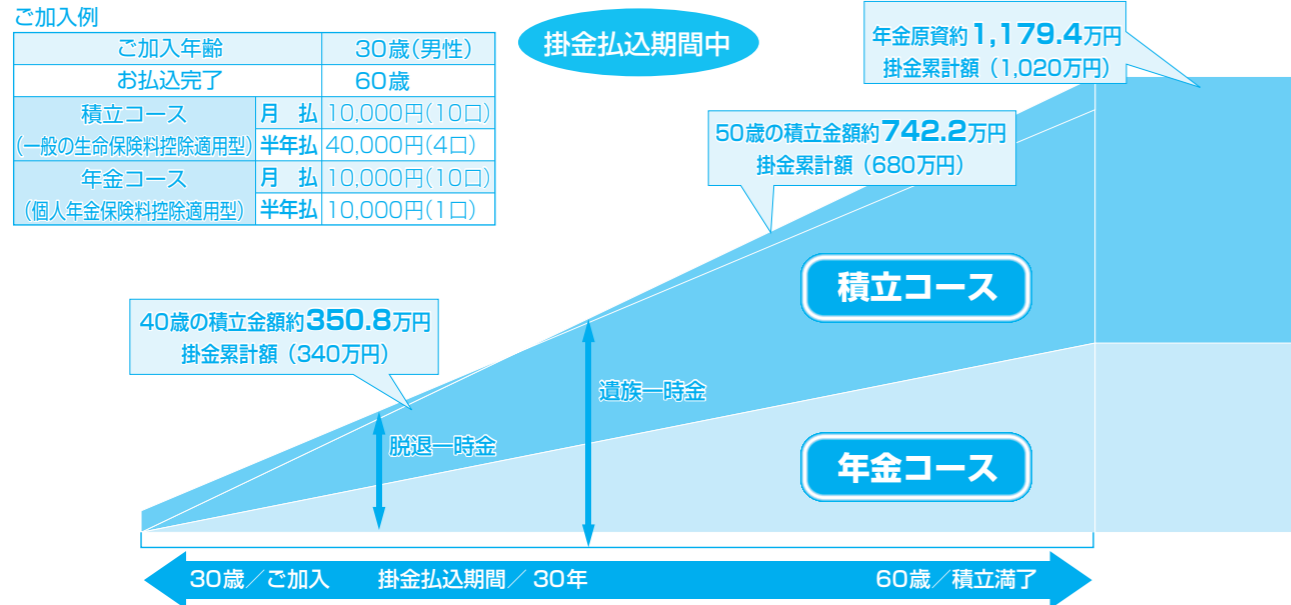 ご加入例
ご加入年齢 30歳(男性)
お払込完了 60歳
積立コース 月 払 10,000円(10口)
(一般の生命保険料控除適用型) 半年払 40,000円(4口)
年金コース 月 払 10,000円(10口)
(個人年金保険料控除適用型) 半年払 10,000円(1口)
掛金払込期間中
年金原資約1,179.4万円
掛金累計額（1,020万円）
50歳の積立金額約742.2万円
掛金累計額（680万円）
積立コース
40歳の積立金額約350.8万円
掛金累計額（340万円）
遺族一時金
脱退一時金
年金コース
30歳／ご加入 掛金払込期間／30年 60歳／積立満了